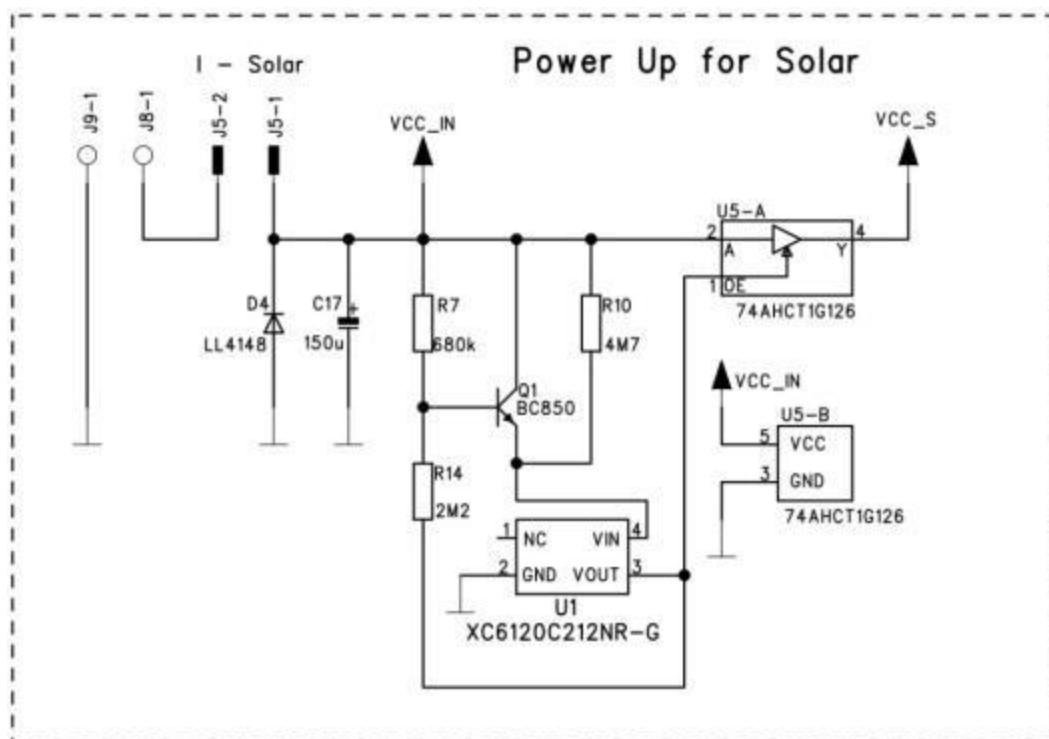 Power Up for Solar
I - Solar
J9-1
J8-1
J5-2
J5-1
VCC_IN
VCC_S
U5-A
2
A
Y
4
1
OE
74AHCT1G126
D4
LL4148
C17
+
150u
R7
680k
R10
4M7
Q1
BC850
VCC_IN
U5-B
5
VCC
3
GND
74AHCT1G126
R14
2M2
1
NC
VIN
4
2
GND
VOUT
3
U1
XC6120C212NR-G